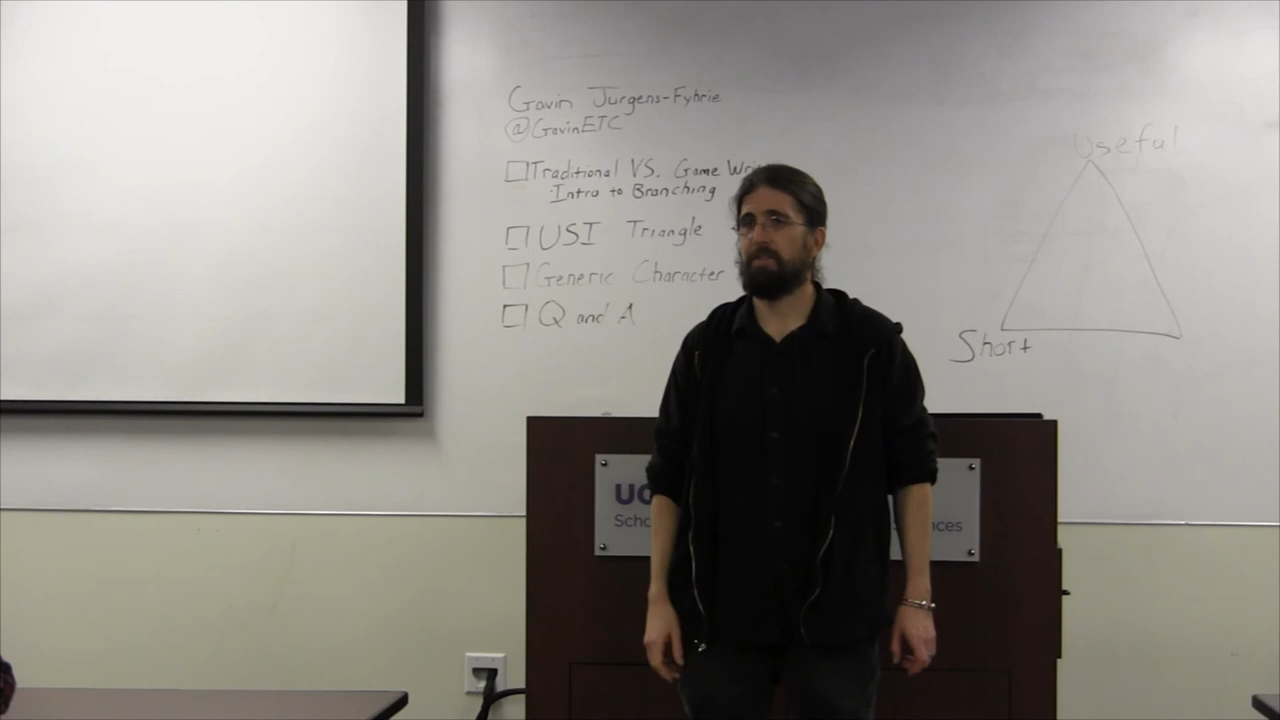 Gavin Jurgens-Fyhrie
@GavinETC
Traditional VS. Game Wri
·Intro to Branching
USI Triangle
Generic Character
Q and A
Useful
Short
UC
Scho
nces